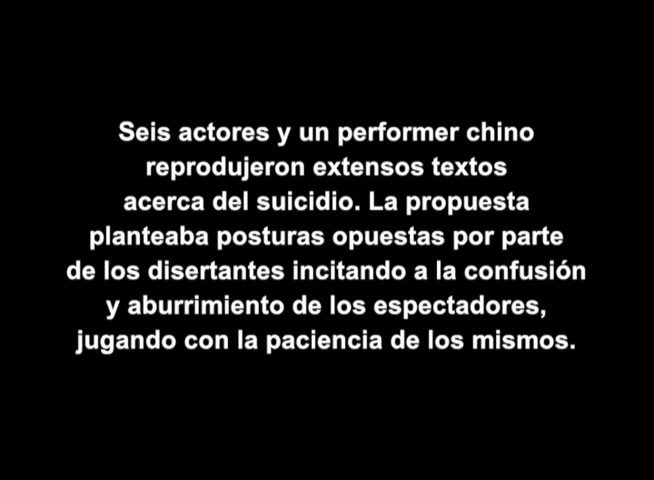 Seis actores y un performer chino
reprodujeron extensos textos
acerca del suicidio. La propuesta
planteaba posturas opuestas por parte
de los disertantes incitando a la confusión
y aburrimiento de los espectadores,
jugando con la paciencia de los mismos.